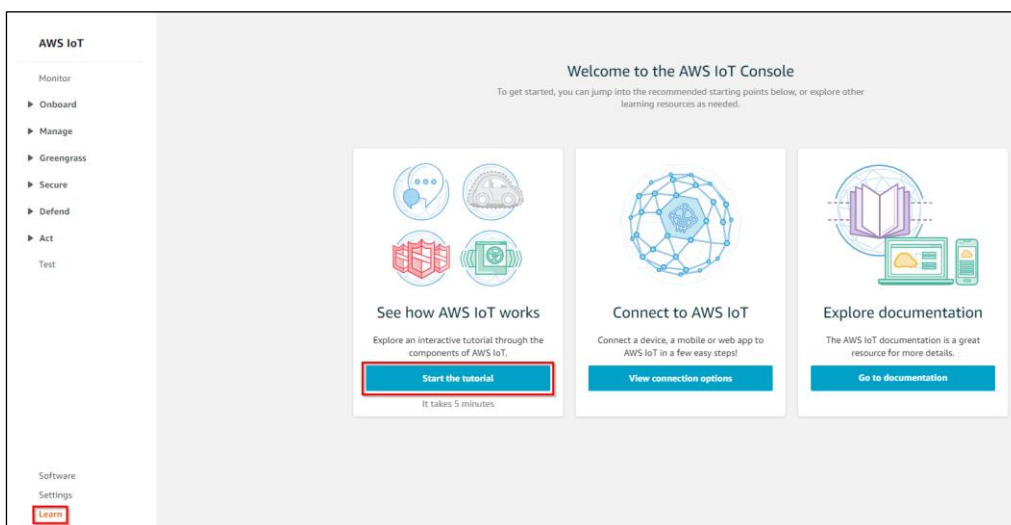 AWS IoT
Monitor
Onboard
Manage
Greengrass
Secure
Defend
Act
Test
Software
Settings
Learn
Welcome to the AWS IoT Console
To get started, you can jump into the recommended starting points below, or explore other
learning resources as needed.
See how AWS IoT works
Explore an interactive tutorial through the
components of AWS IoT.
Start the tutorial
It takes 5 minutes
Connect to AWS IoT
Connect a device, a mobile or web app to
AWS IoT in a few easy steps!
View connection options
Explore documentation
The AWS IoT documentation is a great
resource for more details.
Go to documentation